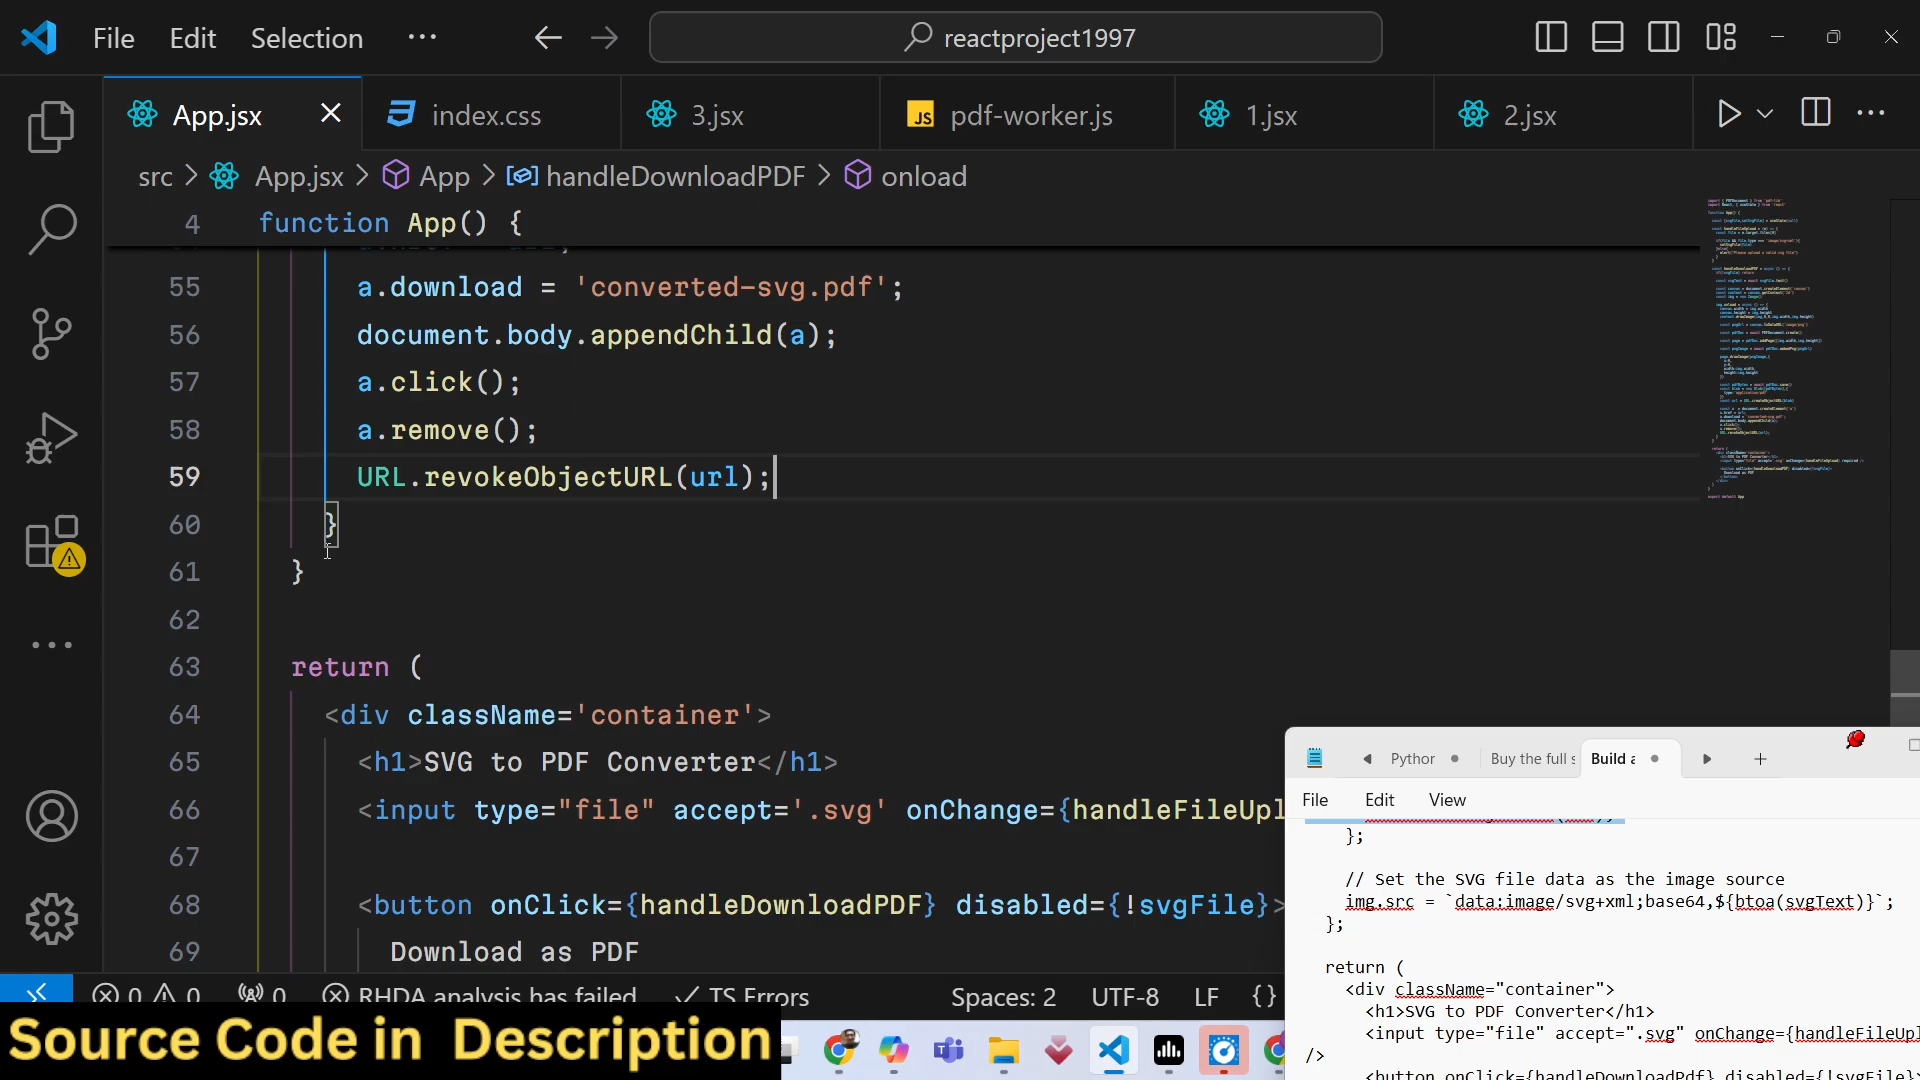 File Edit Selection ··· reactproject1997
App.jsx index.css 3.jsx JS pdf-worker.js 1.jsx 2.jsx
src > App.jsx > App > handleDownloadPDF > onload
4 function App() {
55 a.download = 'converted-svg.pdf';
56 document.body.appendChild(a);
57 a.click();
58 a.remove();
59 URL.revokeObjectURL(url);
60 }
61 }
62
63 return (
64 <div className='container'>
65 <h1>SVG to PDF Converter</h1>
66 <input type="file" accept='.svg' onChange={handleFileUpl
67
68 <button onClick={handleDownloadPDF} disabled={!svgFile}>
69 Download as PDF
0 0 0 RHDA analysis has failed TS Errors Spaces: 2 UTF-8 LF {}
Source Code in Description
Python Buy the full s Build a
File Edit View
};
// Set the SVG file data as the image source
img.src = `data:image/svg+xml;base64,${btoa(svgText)}`;
};
return (
<div className="container">
<h1>SVG to PDF Converter</h1>
<input type="file" accept=".svg" onChange={handleFileUpl
/>
<button onClick={handleDownloadPdf} disabled={!svgFile}>